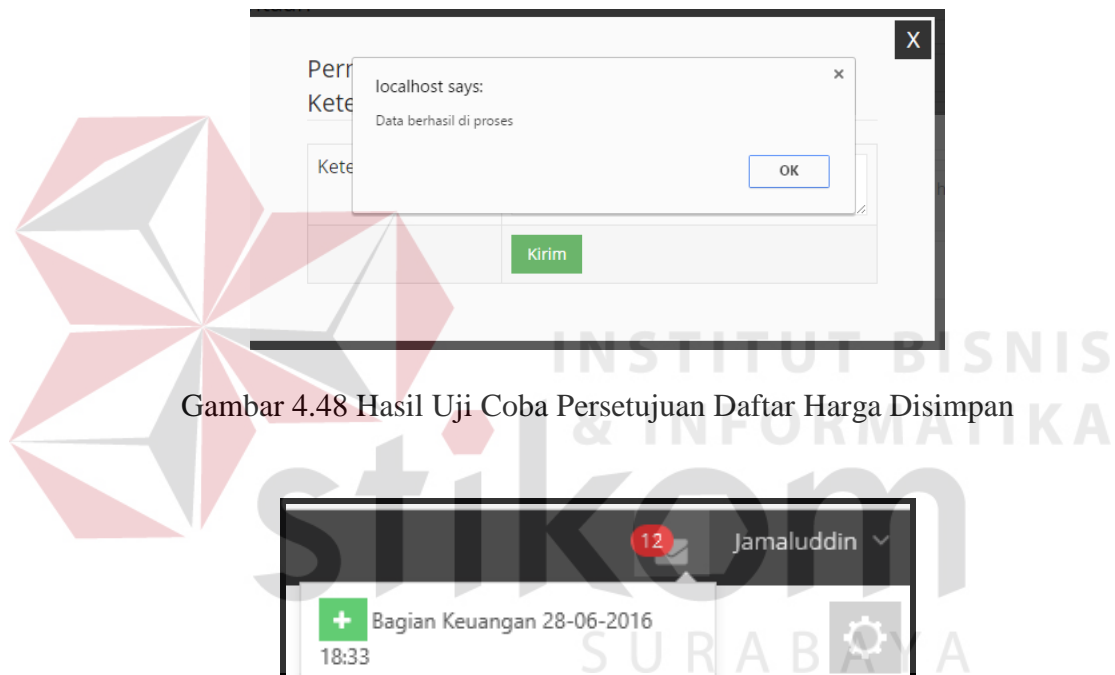 X
Perr
Kete
localhost says:
×
Data berhasil di proses
Kete
OK
h
Kirim
INSTITUT BISNIS
Gambar 4.48 Hasil Uji Coba Persetujuan Daftar Harga Disimpan
& INFORMATIKA
stikom
12 Jamaluddin
Bagian Keuangan 28-06-2016
18:33
SURABAYA